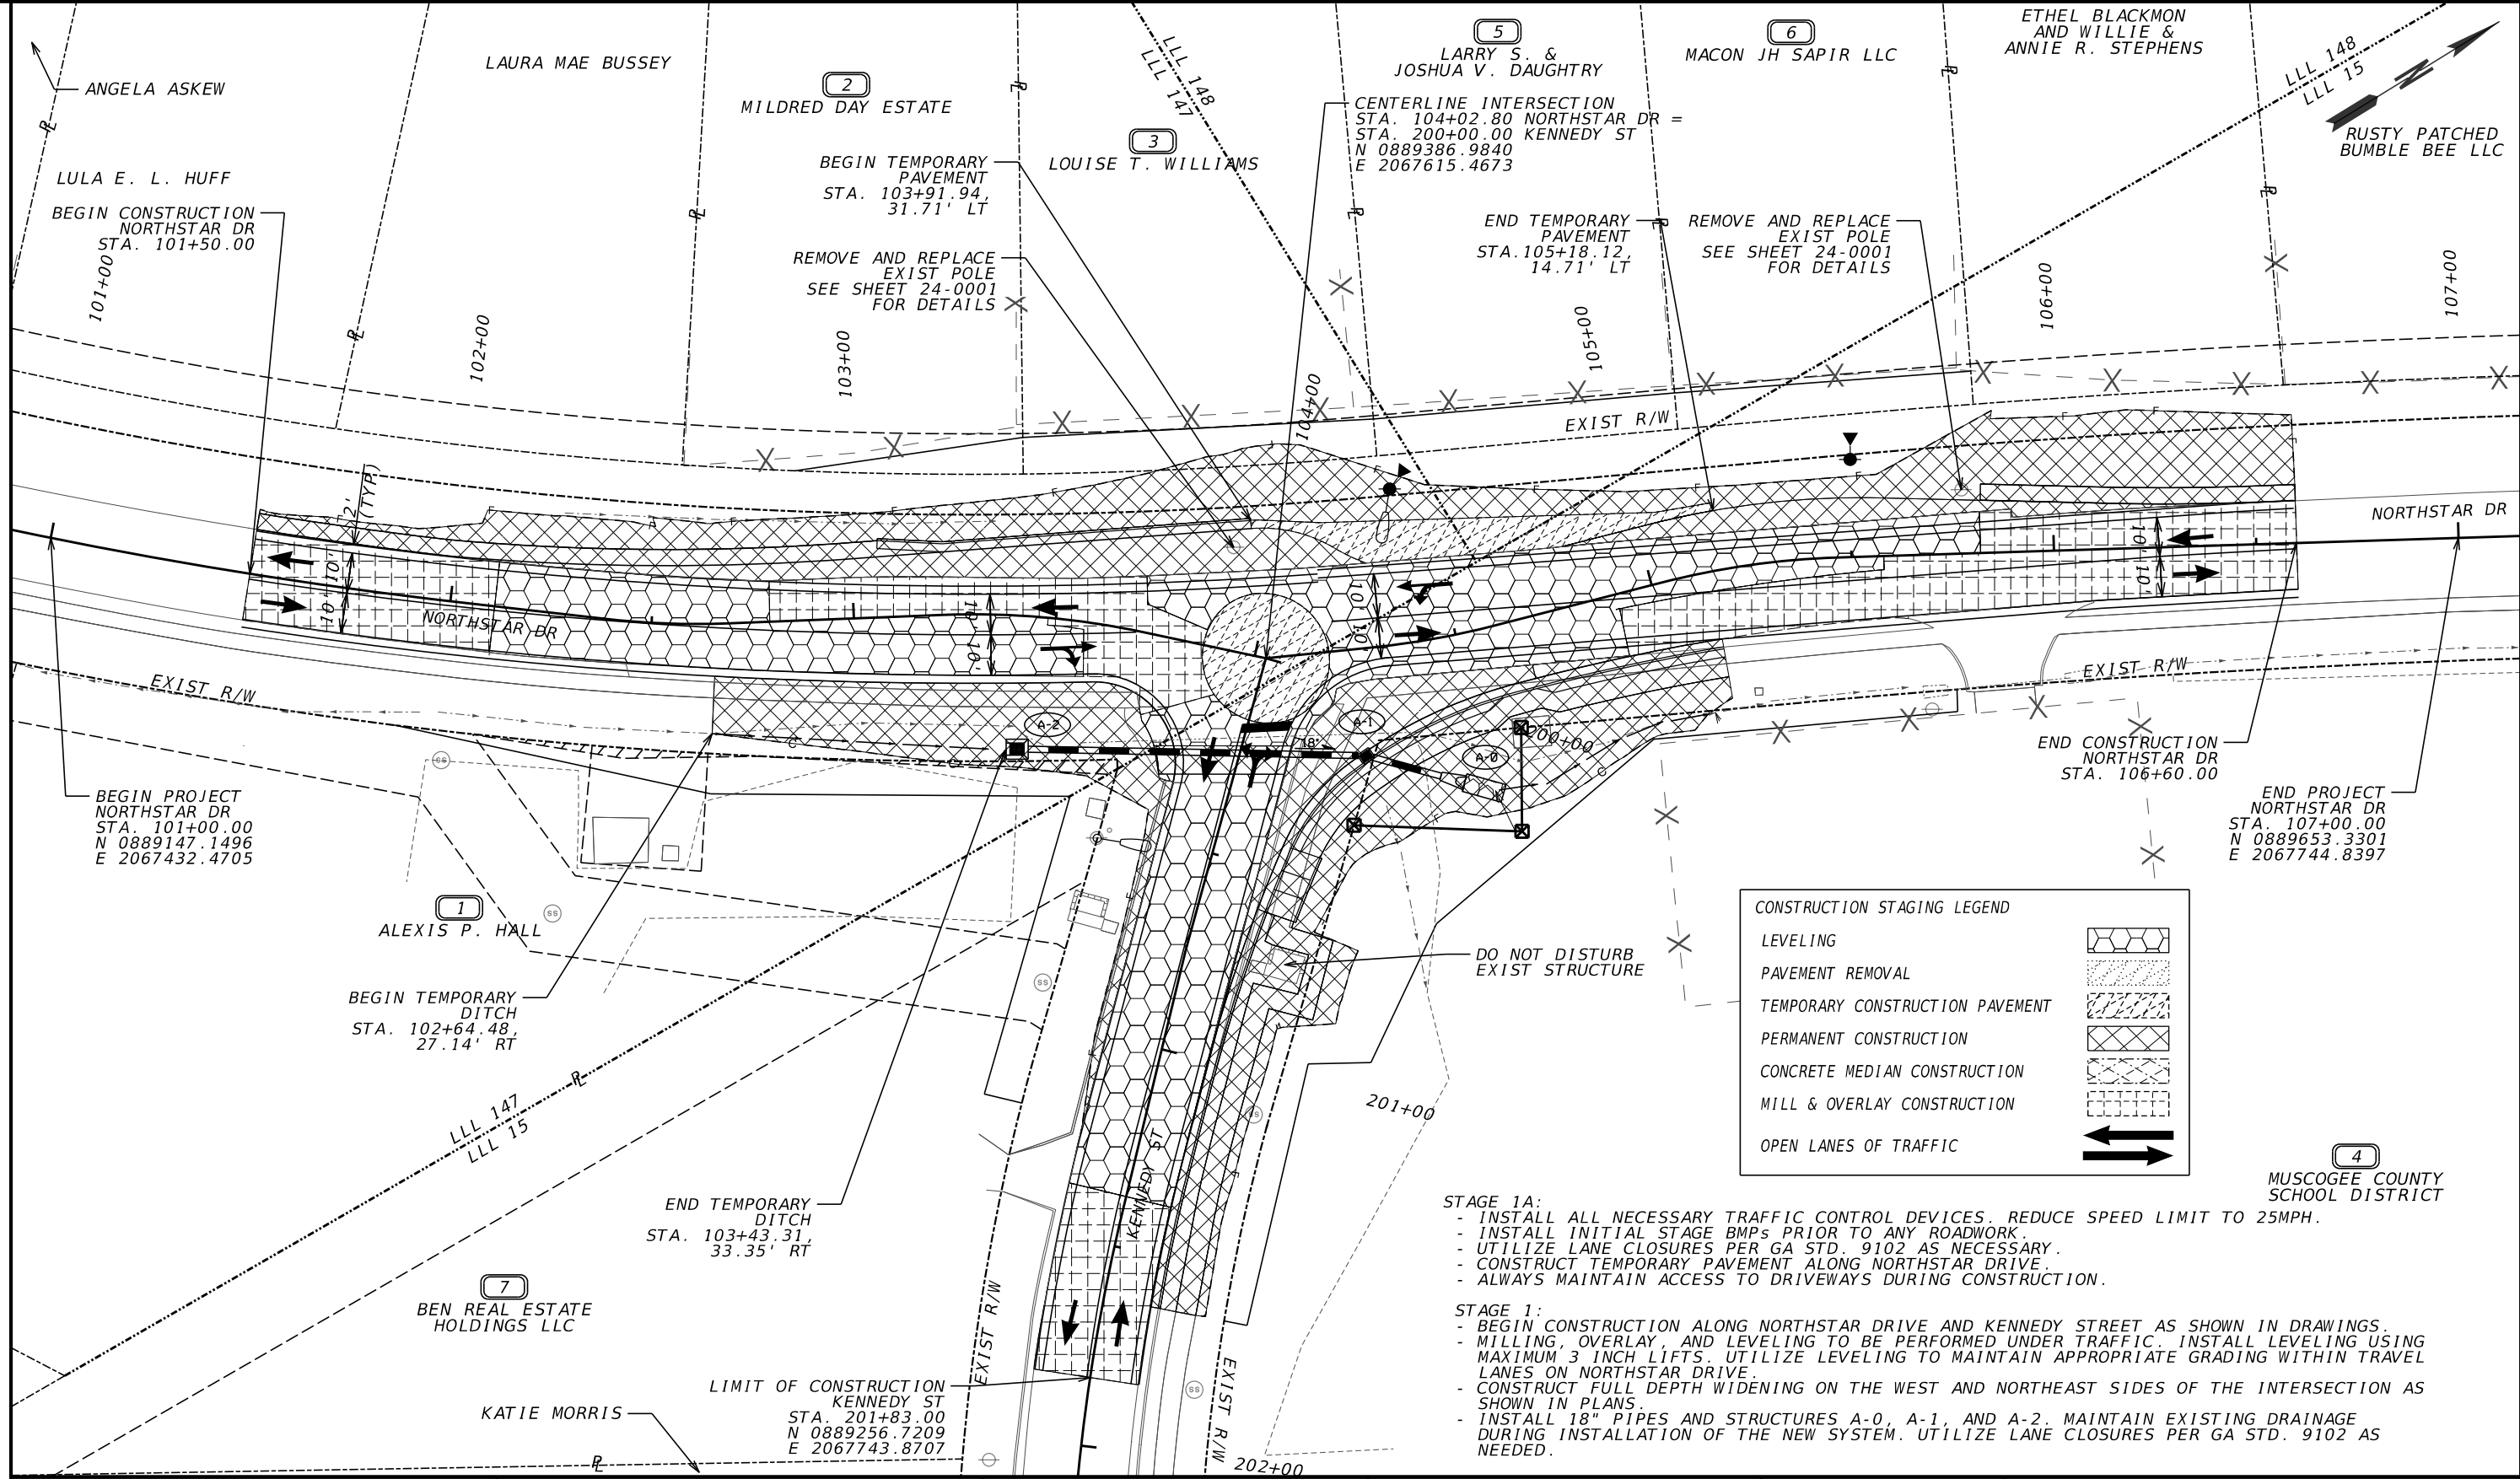 ANGELA ASKEW
LAURA MAE BUSSEY
2
MILDRED DAY ESTATE
3
LOUISE T. WILLIAMS
LLL 148
LLL 147
5
LARRY S. &
JOSHUA V. DAUGHTRY
6
MACON JH SAPIR LLC
ETHEL BLACKMON
AND WILLIE &
ANNIE R. STEPHENS
LLL 148
LLL 15
N
RUSTY PATCHED
BUMBLE BEE LLC
LULA E. L. HUFF
BEGIN CONSTRUCTION
NORTHSTAR DR
STA. 101+50.00
BEGIN TEMPORARY
PAVEMENT
STA. 103+91.94,
31.71' LT
REMOVE AND REPLACE
EXIST POLE
SEE SHEET 24-0001
FOR DETAILS
CENTERLINE INTERSECTION
STA. 104+02.80 NORTHSTAR DR =
STA. 200+00.00 KENNEDY ST
N 0889386.9840
E 2067615.4673
END TEMPORARY
PAVEMENT
STA.105+18.12,
14.71' LT
REMOVE AND REPLACE
EXIST POLE
SEE SHEET 24-0001
FOR DETAILS
101+00
102+00
103+00
104+00
105+00
106+00
107+00
EXIST R/W
2'
(TYP)
10'
10'
10'
10'
10'
10'
10'
10'
NORTHSTAR DR
NORTHSTAR DR
EXIST R/W
EXIST R/W
A-2
A-1
A-0
18"
200+00
BEGIN PROJECT
NORTHSTAR DR
STA. 101+00.00
N 0889147.1496
E 2067432.4705
END CONSTRUCTION
NORTHSTAR DR
STA. 106+60.00
END PROJECT
NORTHSTAR DR
STA. 107+00.00
N 0889653.3301
E 2067744.8397
SS
SS
SS
SS
SS
1
ALEXIS P. HALL
BEGIN TEMPORARY
DITCH
STA. 102+64.48,
27.14' RT
DO NOT DISTURB
EXIST STRUCTURE
CONSTRUCTION STAGING LEGEND
LEVELING
PAVEMENT REMOVAL
TEMPORARY CONSTRUCTION PAVEMENT
PERMANENT CONSTRUCTION
CONCRETE MEDIAN CONSTRUCTION
MILL & OVERLAY CONSTRUCTION
OPEN LANES OF TRAFFIC
LLL 147
LLL 15
201+00
4
MUSCOGEE COUNTY
SCHOOL DISTRICT
END TEMPORARY
DITCH
STA. 103+43.31,
33.35' RT
KENNEDY ST
7
BEN REAL ESTATE
HOLDINGS LLC
EXIST R/W
EXIST R/W
LIMIT OF CONSTRUCTION
KENNEDY ST
STA. 201+83.00
N 0889256.7209
E 2067743.8707
KATIE MORRIS
202+00
STAGE 1A:
- INSTALL ALL NECESSARY TRAFFIC CONTROL DEVICES. REDUCE SPEED LIMIT TO 25MPH.
- INSTALL INITIAL STAGE BMPs PRIOR TO ANY ROADWORK.
- UTILIZE LANE CLOSURES PER GA STD. 9102 AS NECESSARY.
- CONSTRUCT TEMPORARY PAVEMENT ALONG NORTHSTAR DRIVE.
- ALWAYS MAINTAIN ACCESS TO DRIVEWAYS DURING CONSTRUCTION.
STAGE 1:
- BEGIN CONSTRUCTION ALONG NORTHSTAR DRIVE AND KENNEDY STREET AS SHOWN IN DRAWINGS.
- MILLING, OVERLAY, AND LEVELING TO BE PERFORMED UNDER TRAFFIC. INSTALL LEVELING USING
MAXIMUM 3 INCH LIFTS. UTILIZE LEVELING TO MAINTAIN APPROPRIATE GRADING WITHIN TRAVEL
LANES ON NORTHSTAR DRIVE.
- CONSTRUCT FULL DEPTH WIDENING ON THE WEST AND NORTHEAST SIDES OF THE INTERSECTION AS
SHOWN IN PLANS.
- INSTALL 18" PIPES AND STRUCTURES A-0, A-1, AND A-2. MAINTAIN EXISTING DRAINAGE
DURING INSTALLATION OF THE NEW SYSTEM. UTILIZE LANE CLOSURES PER GA STD. 9102 AS
NEEDED.